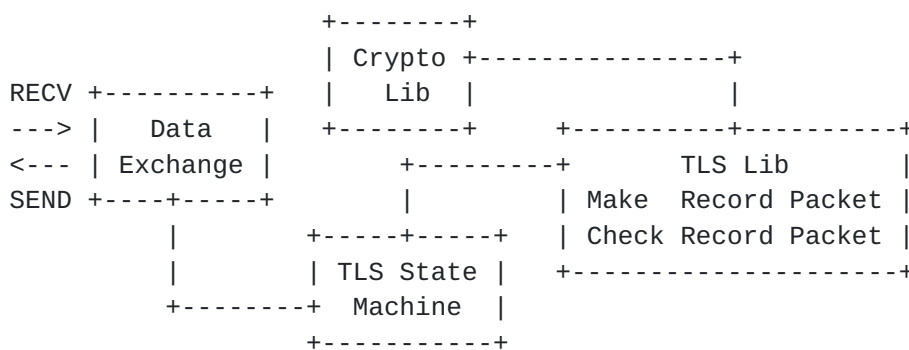 +--------+
| Crypto +----------------+
RECV +----------+   |  Lib   |                |
---> |   Data   |   +--------+     +----------+----------+
<--- | Exchange |        +---------+       TLS Lib       |
SEND +----+-----+        |         | Make  Record Packet |
|        +-----+-----+   | Check Record Packet |
|        | TLS State |   +---------------------+
+--------+  Machine  |
+-----------+